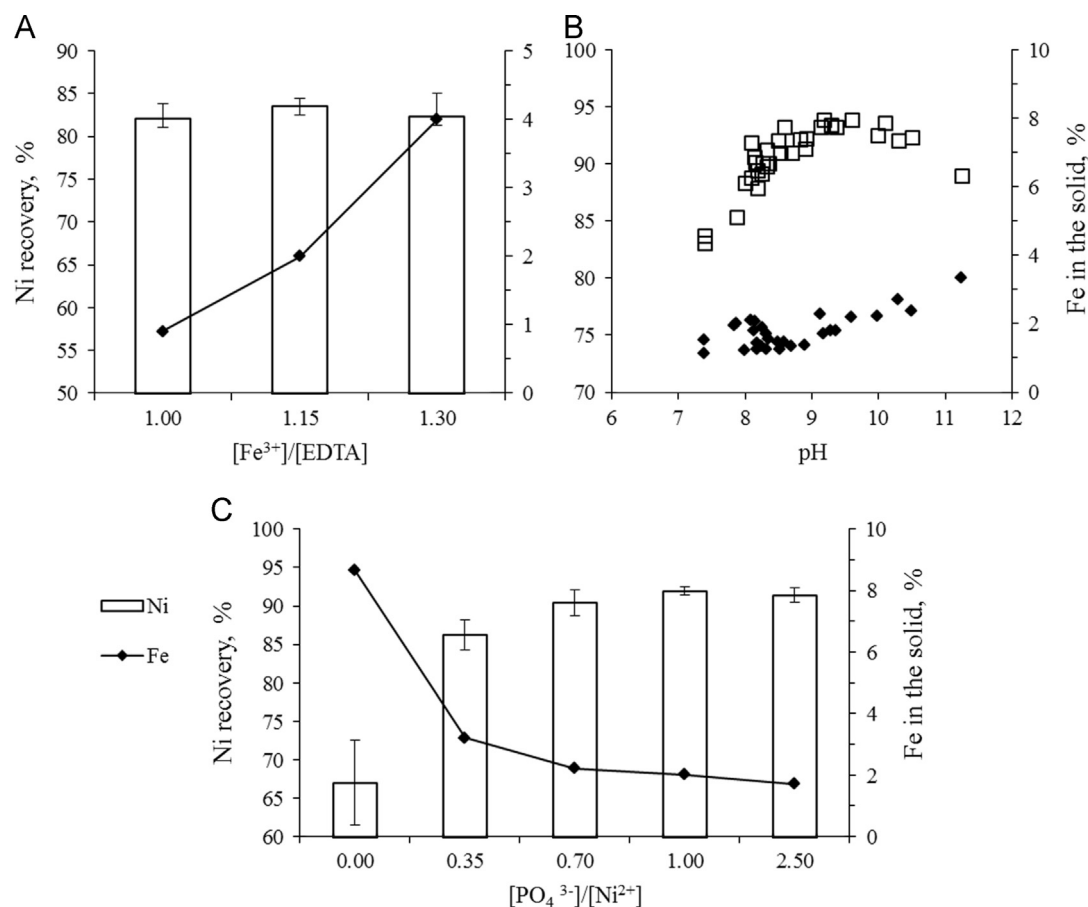 A
B
90
85
80
75
70
65
60
55
50
Ni recovery, %
5
4
3
2
1
0
1.00 1.15 1.30
[Fe³⁺]/[EDTA]
100
95
90
85
80
75
70
10
8
6
4
2
0
Fe in the solid, %
6 7 8 9 10 11 12
pH
C
Ni
Fe
100
95
90
85
80
75
70
65
60
Ni recovery, %
10
8
6
4
2
0
Fe in the solid, %
0.00 0.35 0.70 1.00 2.50
[PO₄ ³⁻]/[Ni²⁺]